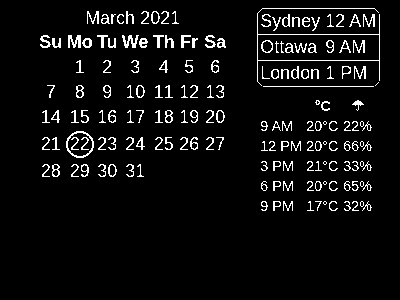 March 2021
Su Mo Tu We Th Fr Sa
1 2 3 4 5 6
7 8 9 10 11 12 13
14 15 16 17 18 19 20
21 22 23 24 25 26 27
28 29 30 31
Sydney 12 AM
Ottawa 9 AM
London 1 PM
°C
9 AM 20°C 22%
12 PM 20°C 66%
3 PM 21°C 33%
6 PM 20°C 65%
9 PM 17°C 32%